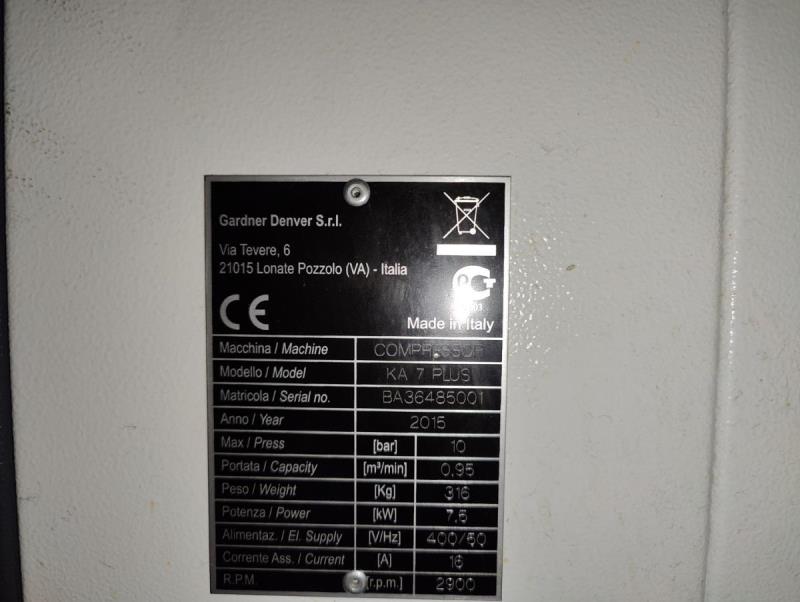 Gardner Denver S.r.l.
Via Tevere, 6
21015 Lonate Pozzolo (VA) - Italia
CE
Made in Italy
Macchina / Machine COMPRESSOR
Modello / Model KA 7 PLUS
Matricola / Serial no. BA36485001
Anno / Year 2015
Max / Press [bar] 10
Portata / Capacity [m³/min] 0,95
Peso / Weight [Kg] 316
Potenza / Power [kW] 7,5
Alimentaz. / El. Supply [V/Hz] 400/50
Corrente Ass. / Current [A] 16
R.P.M. [r.p.m.] 2900